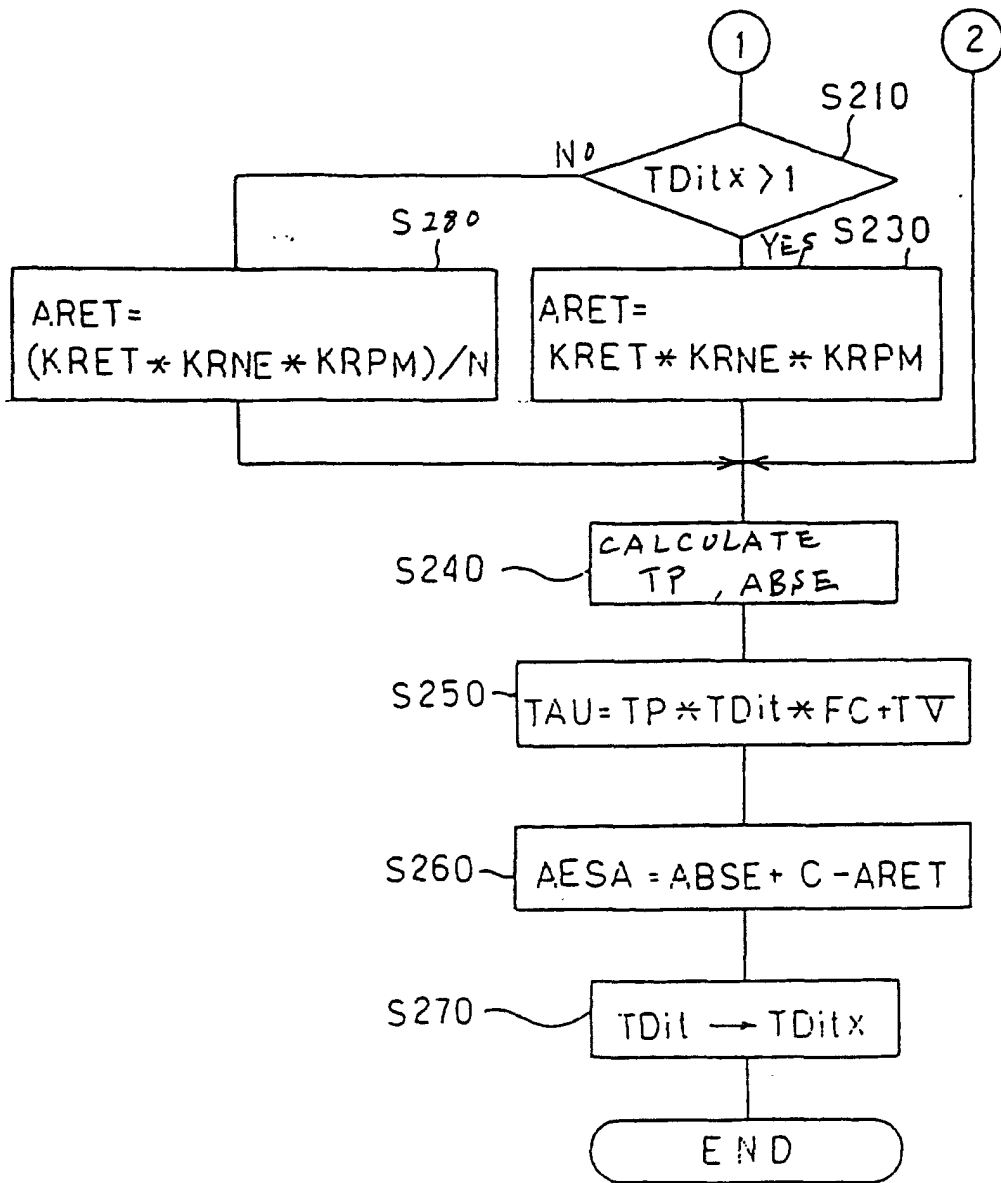 1
2
S210
NO
TDitx > 1
S280
YES
S230
ARET=
(KRET * KRNE * KRPM) / N
ARET=
KRET * KRNE * KRPM
S240
CALCULATE
TP , ABSE
S250
TAU = TP * TDit * FC + TV
S260
AESA = ABSE + C - ARET
S270
TDit → TDitx
END